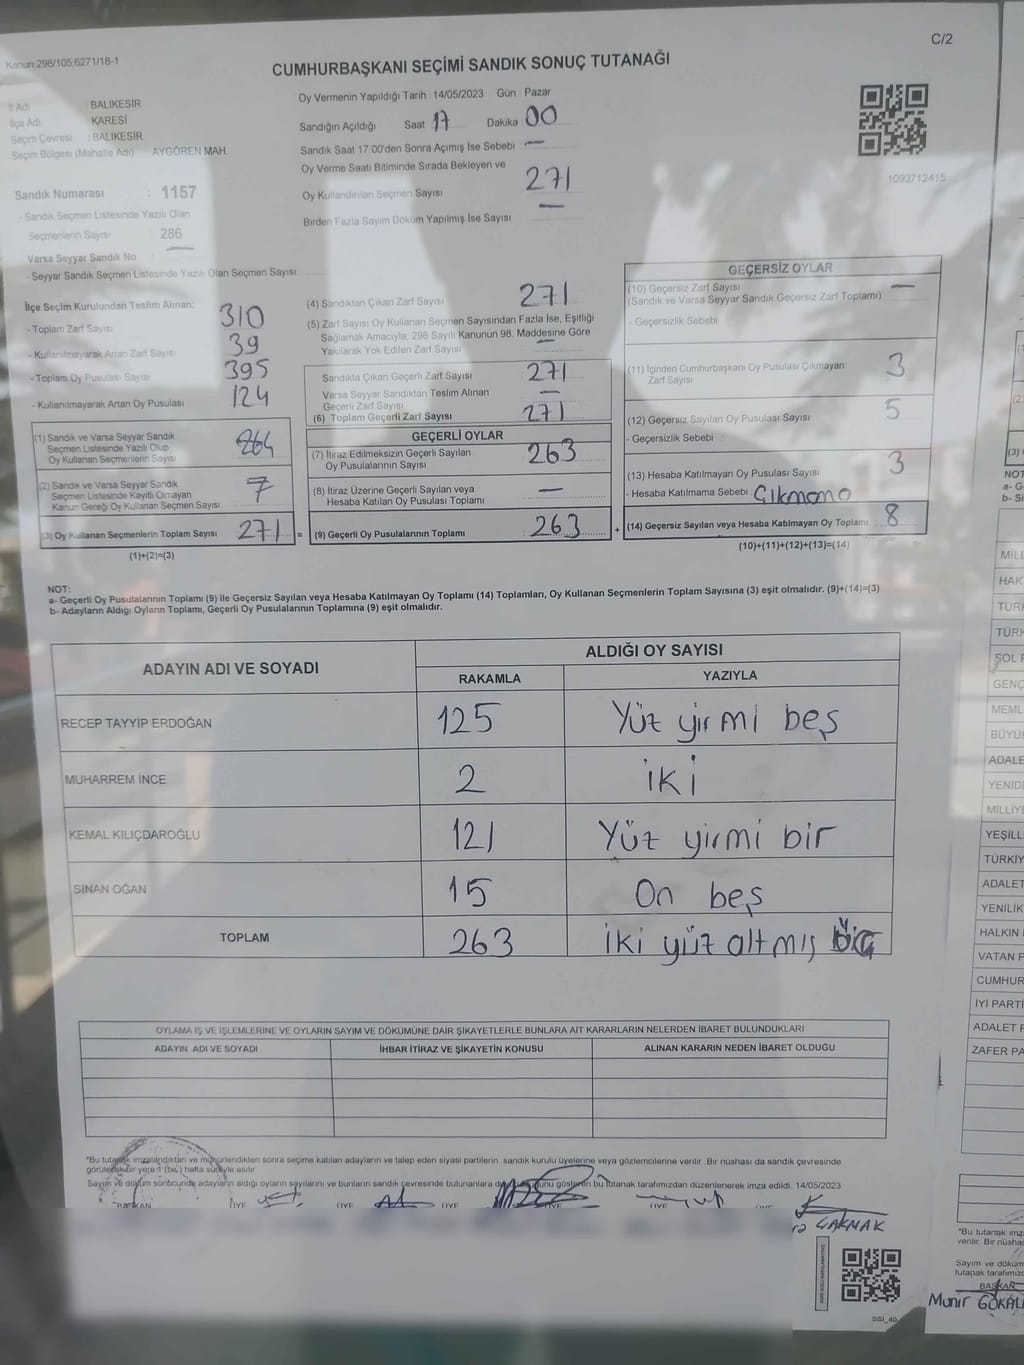 C/2
Kanun;298/105;6271/18-1
CUMHURBAŞKANI SEÇİMİ SANDIK SONUÇ TUTANAĞI
İl Adı BALIKESİR
İlçe Adı KARESİ
Seçim Çevresi : BALIKESİR
Seçim Bölgesi (Mahalle Adı) AYGÖREN MAH.
Sandık Numarası : 1157
- Sandık Seçmen Listesinde Yazılı Olan
Seçmenlerin Sayısı 286
Varsa Seyyar Sandık No —
- Seyyar Sandık Seçmen Listesinde Yazılı Olan Seçmen Sayısı
Oy Vermenin Yapıldığı Tarih : 14/05/2023 Gün : Pazar
Sandığın Açıldığı Saat 17 Dakika 00
Sandık Saat 17:00'den Sonra Açımış İse Sebebi —
Oy Verme Saati Bitiminde Sırada Bekleyen ve
Oy Kullandırılan Seçmen Sayısı 271
Birden Fazla Sayım Döküm Yapılmış İse Sayısı —
1093712415
İlçe Seçim Kurulundan Teslim Alınan:
- Toplam Zarf Sayısı 310
- Kullanılmayarak Artan Zarf Sayısı 39
- Toplam Oy Pusulası Sayısı 395
- Kullanılmayarak Artan Oy Pusulası 124
(1) Sandık ve Varsa Seyyar Sandık
Seçmen Listesinde Yazılı Olup
Oy Kullanan Seçmenlerin Sayısı 264
(2) Sandık ve Varsa Seyyar Sandık
Seçmen Listesinde Kayıtlı Olmayan
Kanun Gereği Oy Kullanan Seçmen Sayısı 7
(3) Oy Kullanan Seçmenlerin Toplam Sayısı 271 =
(1)+(2)=(3)
(4) Sandıktan Çıkan Zarf Sayısı 271
(5) Zarf Sayısı Oy Kullanan Seçmen Sayısından Fazla İse, Eşitliği
Sağlamak Amacıyla, 298 Sayılı Kanunun 98. Maddesine Göre
Yakılarak Yok Edilen Zarf Sayısı —
Sandıkta Çıkan Geçerli Zarf Sayısı 271
Varsa Seyyar Sandıktan Teslim Alınan
Geçerli Zarf Sayısı —
(6) Toplam Geçerli Zarf Sayısı 271
GEÇERLİ OYLAR
(7) İtiraz Edilmeksizin Geçerli Sayılan
Oy Pusulalarının Sayısı 263
(8) İtiraz Üzerine Geçerli Sayılan veya
Hesaba Katılan Oy Pusulası Toplamı —
(9) Geçerli Oy Pusulalarının Toplamı 263 +
GEÇERSİZ OYLAR
(10) Geçersiz Zarf Sayısı —
(Sandık ve Varsa Seyyar Sandık Geçersiz Zarf Toplamı)
- Geçersizlik Sebebi
(11) İçinden Cumhurbaşkanı Oy Pusulası Çıkmayan
Zarf Sayısı 3
(12) Geçersiz Sayılan Oy Pusulası Sayısı 5
- Geçersizlik Sebebi
(13) Hesaba Katılmayan Oy Pusulası Sayısı 3
- Hesaba Katılmama Sebebi : Çıkmama
(14) Geçersiz Sayılan veya Hesaba Katılmayan Oy Toplamı : 8
(10)+(11)+(12)+(13)=(14)
NOT:
a- Geçerli Oy Pusulalarının Toplamı (9) ile Geçersiz Sayılan veya Hesaba Katılmayan Oy Toplamı (14) Toplamları, Oy Kullanan Seçmenlerin Toplam Sayısına (3) eşit olmalıdır. (9)+(14)=(3)
b- Adayların Aldığı Oyların Toplamı, Geçerli Oy Pusulalarının Toplamına (9) eşit olmalıdır.
ADAYIN ADI VE SOYADI ALDIĞI OY SAYISI
RAKAMLA YAZIYLA
RECEP TAYYİP ERDOĞAN 125 Yüz yirmi beş
MUHARREM İNCE 2 iki
KEMAL KILIÇDAROĞLU 121 Yüz yirmi bir
SİNAN OĞAN 15 On beş
TOPLAM 263 iki yüz altmış
OYLAMA İŞ VE İŞLEMLERİNE VE OYLARIN SAYIM VE DÖKÜMÜNE DAİR ŞİKAYETLERLE BUNLARA AİT KARARLARIN NELERDEN İBARET BULUNDUKLARI
ADAYIN ADI VE SOYADI İHBAR İTİRAZ VE ŞİKAYETİN KONUSU ALINAN KARARIN NEDEN İBARET OLDUĞU
*Bu tutanak imzalandıktan ve mühürlendikten sonra seçime katılan adayların ve talep eden siyasi partilerin sandık kurulu üyelerine veya gözlemcilerine verilir. Bir nüshası da sandık çevresinde
görülebilir yere 1 (bir) hafta süreyle asılır
Sayım ve döküm sonucunda adayların aldığı oyların sayılarını ve bunların sandık çevresinde bulunanlara gösteren bu tutanak tarafımızdan düzenlenerek imza edildi. 14/05/2023
BAŞKAN ÜYE ÜYE ÜYE ÜYE
ÇAKMAK
SSİ_40
(3)
NOT
a- G
b- Si
MİLL
HAK
TÜR
TÜRK
SOL P
GENÇ
MEML
BÜYÜ
ADALE
YENİDE
MİLLİYE
YEŞİLL
TÜRKİY
ADALET
YENİLİK
HALKIN
VATAN P
CUMHUR
İYİ PARTİ
ADALET P
ZAFER PA
*Bu tutanak imz
verilir. Bir nüsha
Sayım ve döküm
tutapak tarafımızd
BAŞKAN
Münir GÖKAL